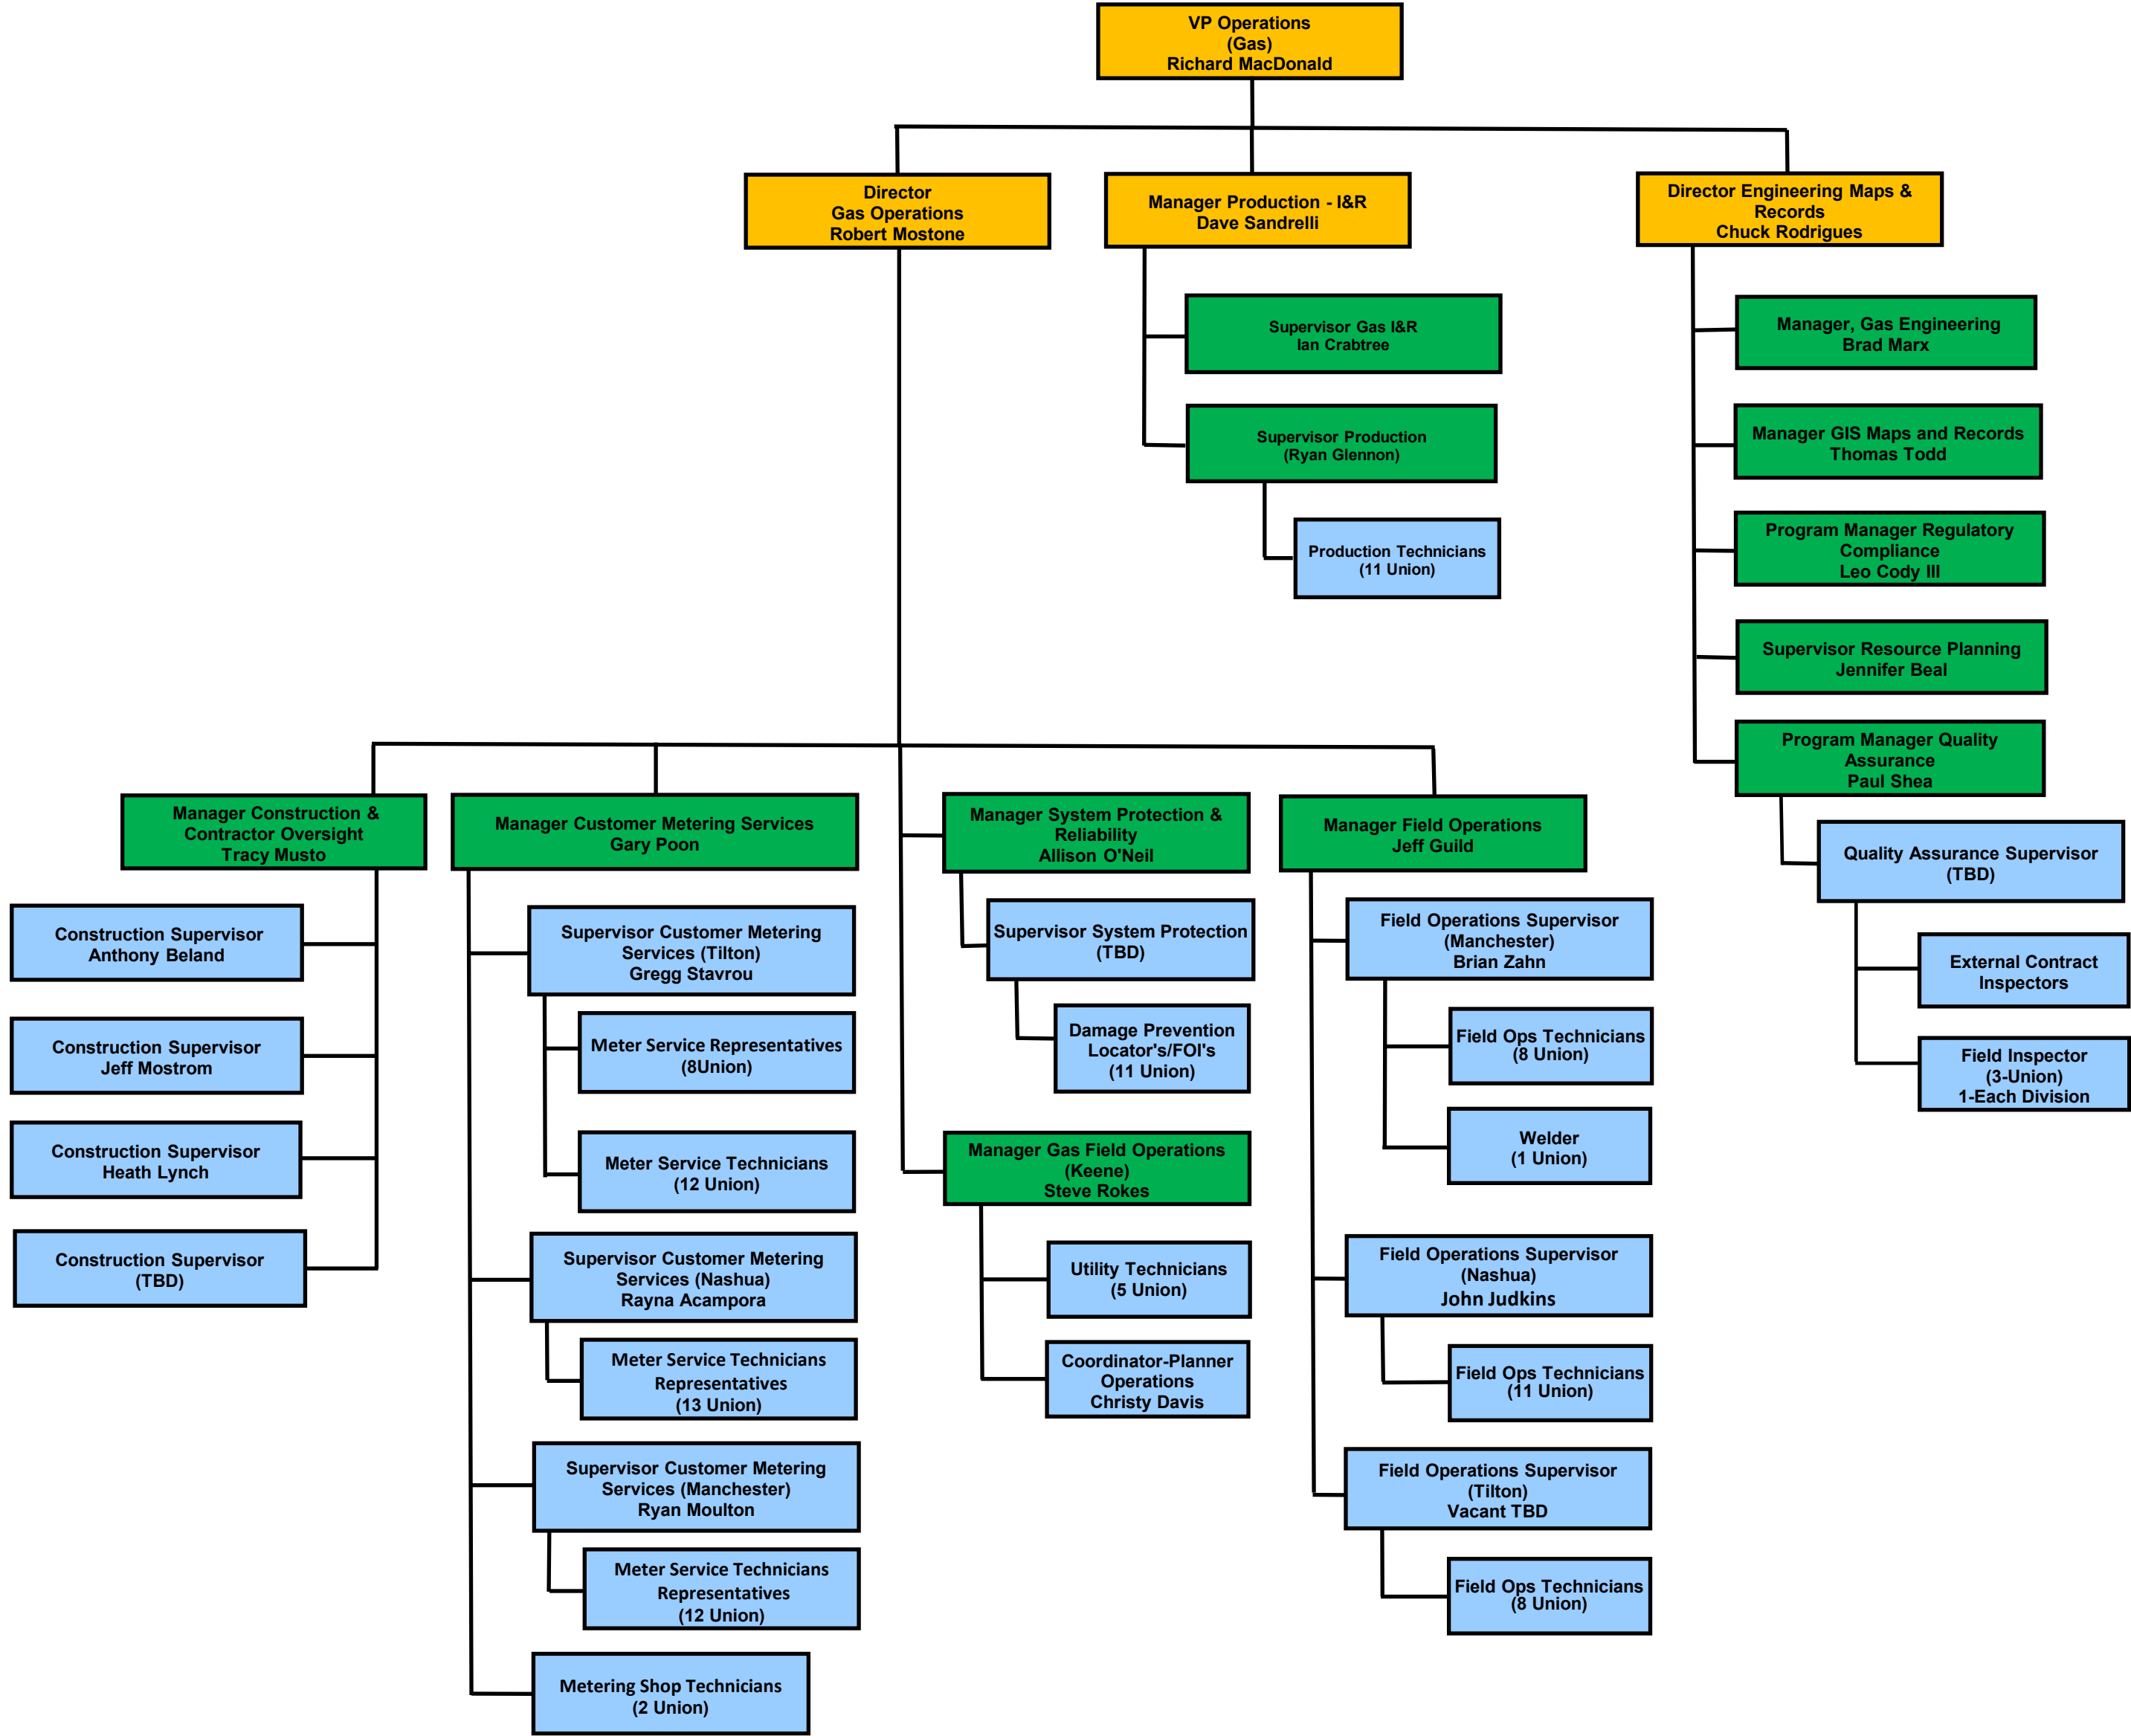 VP Operations
(Gas)
Richard MacDonald
Director
Gas Operations
Robert Mostone
Manager Production - I&R
Dave Sandrelli
Director Engineering Maps &
Records
Chuck Rodrigues
Supervisor Gas I&R
Ian Crabtree
Supervisor Production
(Ryan Glennon)
Production Technicians
(11 Union)
Manager, Gas Engineering
Brad Marx
Manager GIS Maps and Records
Thomas Todd
Program Manager Regulatory
Compliance
Leo Cody III
Supervisor Resource Planning
Jennifer Beal
Program Manager Quality
Assurance
Paul Shea
Quality Assurance Supervisor
(TBD)
External Contract
Inspectors
Field Inspector
(3-Union)
1-Each Division
Manager Construction &
Contractor Oversight
Tracy Musto
Construction Supervisor
Anthony Beland
Construction Supervisor
Jeff Mostrom
Construction Supervisor
Heath Lynch
Construction Supervisor
(TBD)
Manager Customer Metering Services
Gary Poon
Supervisor Customer Metering
Services (Tilton)
Gregg Stavrou
Meter Service Representatives
(8Union)
Meter Service Technicians
(12 Union)
Supervisor Customer Metering
Services (Nashua)
Rayna Acampora
Meter Service Technicians
Representatives
(13 Union)
Supervisor Customer Metering
Services (Manchester)
Ryan Moulton
Meter Service Technicians
Representatives
(12 Union)
Metering Shop Technicians
(2 Union)
Manager System Protection &
Reliability
Allison O'Neil
Supervisor System Protection
(TBD)
Damage Prevention
Locator's/FOI's
(11 Union)
Manager Gas Field Operations
(Keene)
Steve Rokes
Utility Technicians
(5 Union)
Coordinator-Planner
Operations
Christy Davis
Manager Field Operations
Jeff Guild
Field Operations Supervisor
(Manchester)
Brian Zahn
Field Ops Technicians
(8 Union)
Welder
(1 Union)
Field Operations Supervisor
(Nashua)
John Judkins
Field Ops Technicians
(11 Union)
Field Operations Supervisor
(Tilton)
Vacant TBD
Field Ops Technicians
(8 Union)